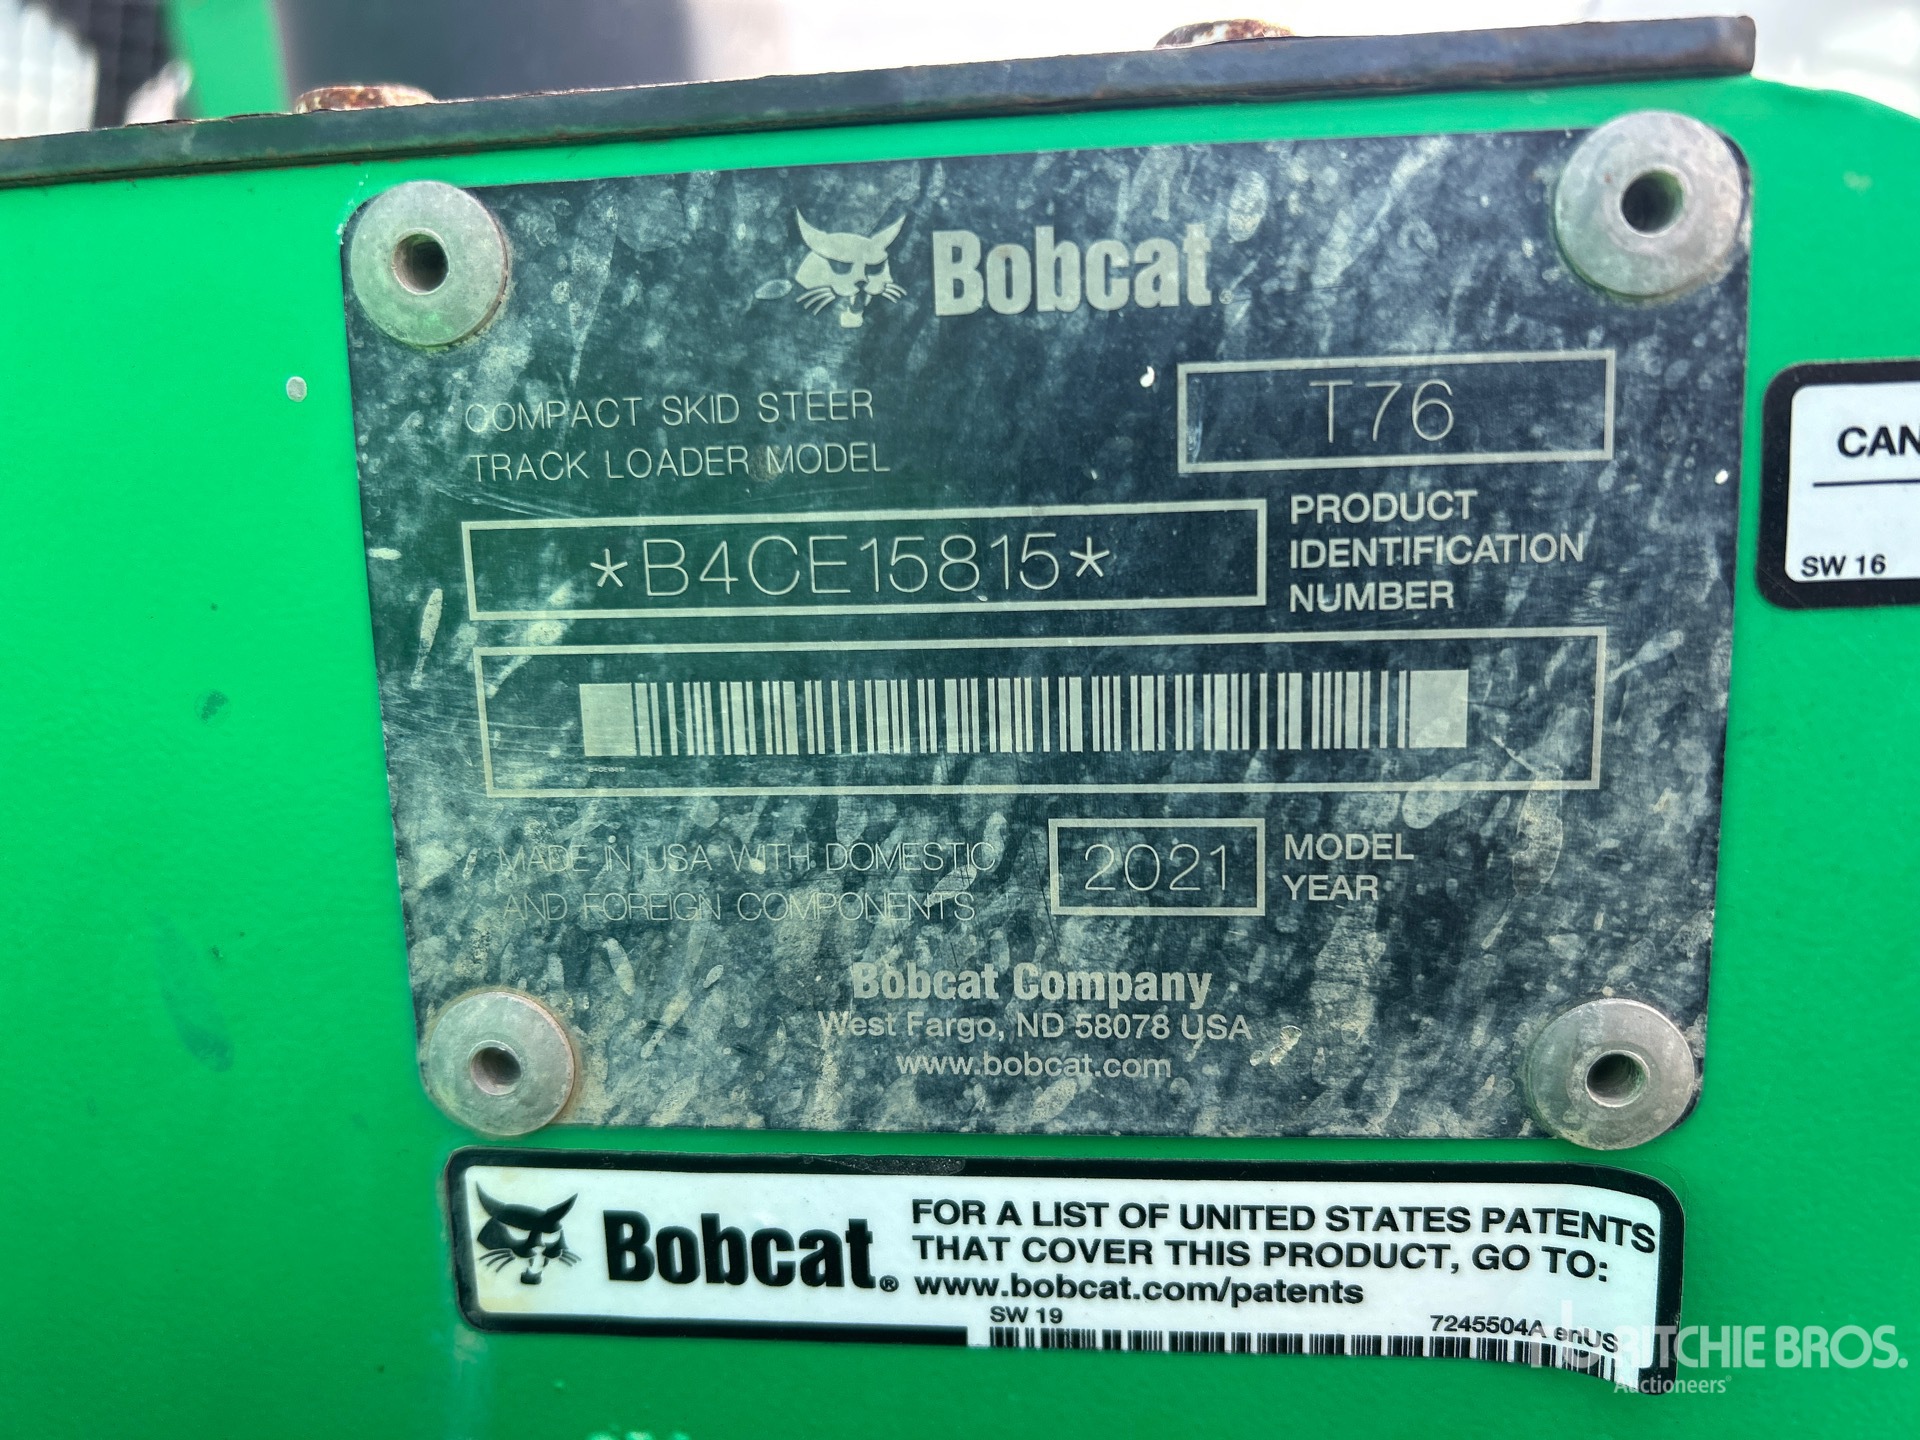 Bobcat
COMPACT SKID STEER
TRACK LOADER MODEL
T76
*B4CE15815*
PRODUCT
IDENTIFICATION
NUMBER
B4CE15815
MADE IN USA WITH DOMESTIC
AND FOREIGN COMPONENTS
2021
MODEL
YEAR
Bobcat Company
West Fargo, ND 58078 USA
www.bobcat.com
CAN
SW 16
Bobcat®
FOR A LIST OF UNITED STATES PATENTS
THAT COVER THIS PRODUCT, GO TO:
www.bobcat.com/patents
SW 19
7245504A enUS
RITCHIE BROS.
Auctioneers